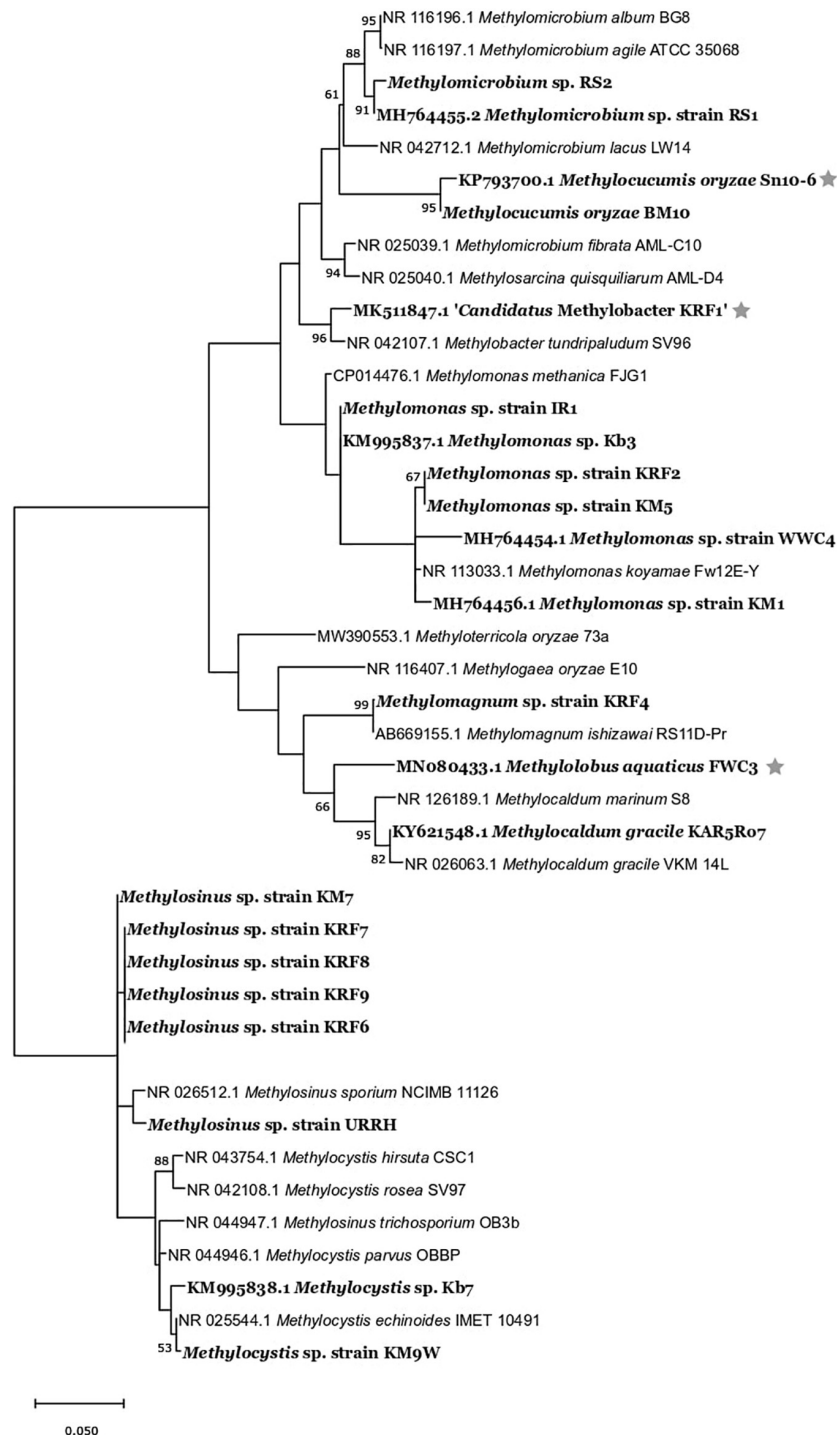 95
NR 116196.1 Methylomicrobium album BG8
NR 116197.1 Methylomicrobium agile ATCC 35068
88
Methylomicrobium sp. RS2
61
91
MH764455.2 Methylomicrobium sp. strain RS1
NR 042712.1 Methylomicrobium lacus LW14
KP793700.1 Methylocucumis oryzae Sn10-6
95
Methylocucumis oryzae BM10
NR 025039.1 Methylomicrobium fibrata AML-C10
94
NR 025040.1 Methylosarcina quisquiliarum AML-D4
MK511847.1 'Candidatus Methylobacter KRF1'
96
NR 042107.1 Methylobacter tundripaludum SV96
CP014476.1 Methylomonas methanica FJG1
Methylomonas sp. strain IR1
KM995837.1 Methylomonas sp. Kb3
67
Methylomonas sp. strain KRF2
Methylomonas sp. strain KM5
MH764454.1 Methylomonas sp. strain WWC4
NR 113033.1 Methylomonas koyamae Fw12E-Y
MH764456.1 Methylomonas sp. strain KM1
MW390553.1 Methyloterricola oryzae 73a
NR 116407.1 Methylogaea oryzae E10
99
Methylomagnum sp. strain KRF4
AB669155.1 Methylomagnum ishizawai RS11D-Pr
MN080433.1 Methylolobus aquaticus FWC3
66
NR 126189.1 Methylocaldum marinum S8
95
KY621548.1 Methylocaldum gracile KAR5R07
82
NR 026063.1 Methylocaldum gracile VKM 14L
Methylosinus sp. strain KM7
Methylosinus sp. strain KRF7
Methylosinus sp. strain KRF8
Methylosinus sp. strain KRF9
Methylosinus sp. strain KRF6
NR 026512.1 Methylosinus sporium NCIMB 11126
Methylosinus sp. strain URRH
88
NR 043754.1 Methylocystis hirsuta CSC1
NR 042108.1 Methylocystis rosea SV97
NR 044947.1 Methylosinus trichosporium OB3b
NR 044946.1 Methylocystis parvus OBBP
KM995838.1 Methylocystis sp. Kb7
NR 025544.1 Methylocystis echinoides IMET 10491
53
Methylocystis sp. strain KM9W
0.050